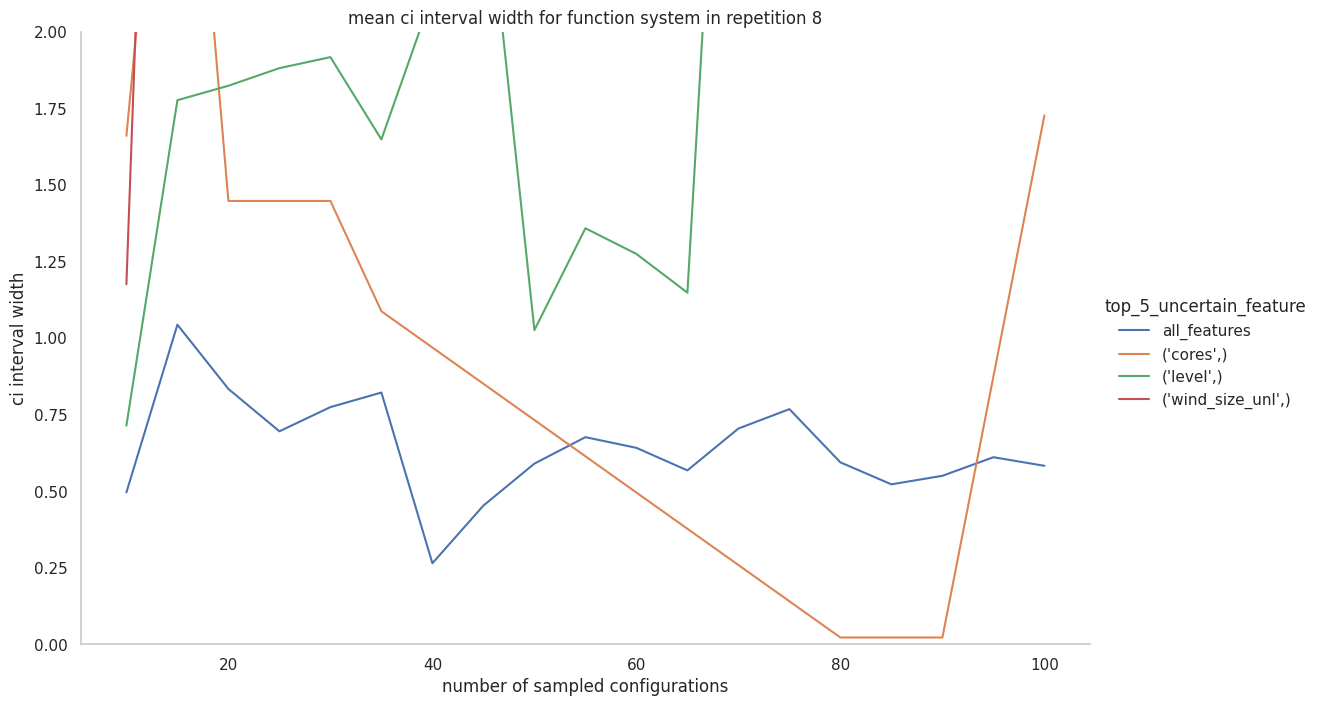 mean ci interval width for function system in repetition 8
2.00
1.75
1.50
1.25
1.00
0.75
0.50
0.25
0.00
ci interval width
20
40
60
80
100
number of sampled configurations
top_5_uncertain_feature
all_features
('cores',)
('level',)
('wind_size_unl',)